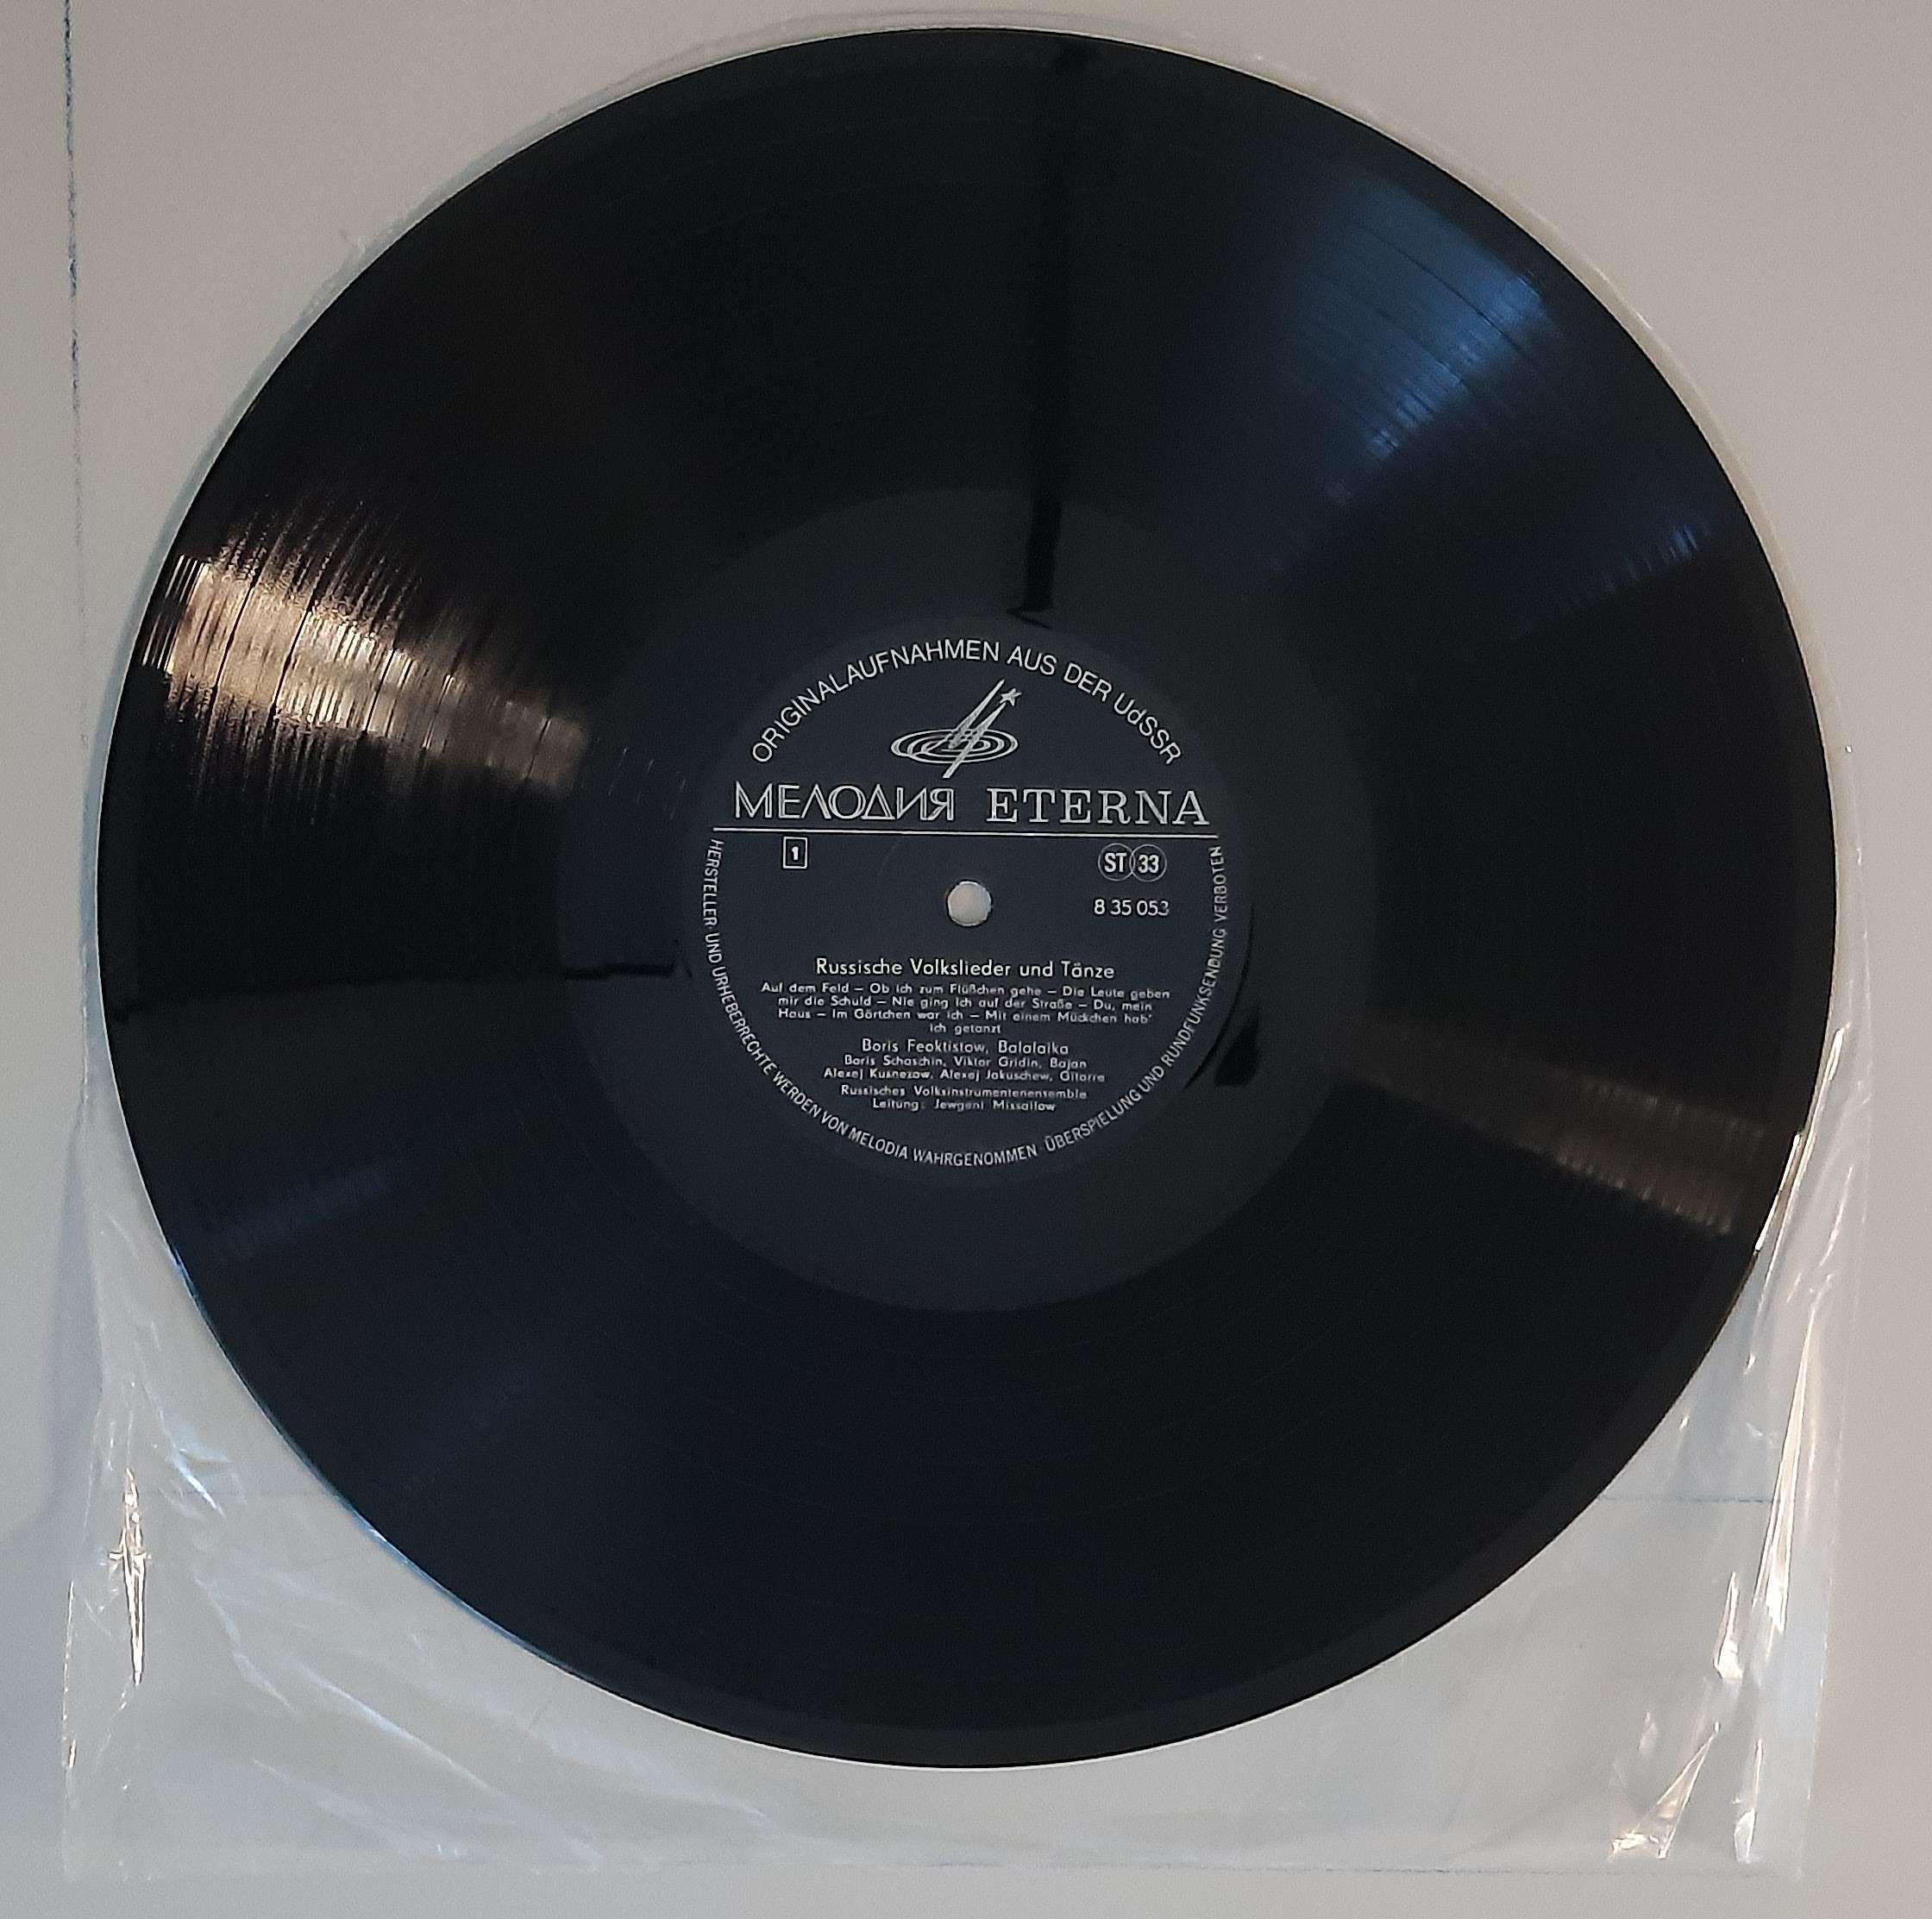 ORIGINALAUFNAHMEN AUS DER UdSSR
МЕЛОДИЯ ETERNA
1
ST 33
8 35 053
Russische Volkslieder und Tänze
Auf dem Feld – Ob ich zum Flüßchen gehe – Die Leute geben
mir die Schuld – Nie ging ich auf der Straße – Du, mein
Haus – Im Gärtchen war ich – Mit einem Mückchen hab'
ich getanzt
Boris Feoktistow, Balalaika
Boris Schaschin, Viktor Gridin, Bajan
Alexej Kusnezow, Alexej Jakuschew, Gitarre
Russisches Volksinstrumentenensemble
Leitung: Jewgeni Missailow
HERSTELLER- UND URHEBERRECHTE WERDEN VON MELODIA WAHRGENOMMEN · ÜBERSPIELUNG UND RUNDFUNKSENDUNG VERBOTEN